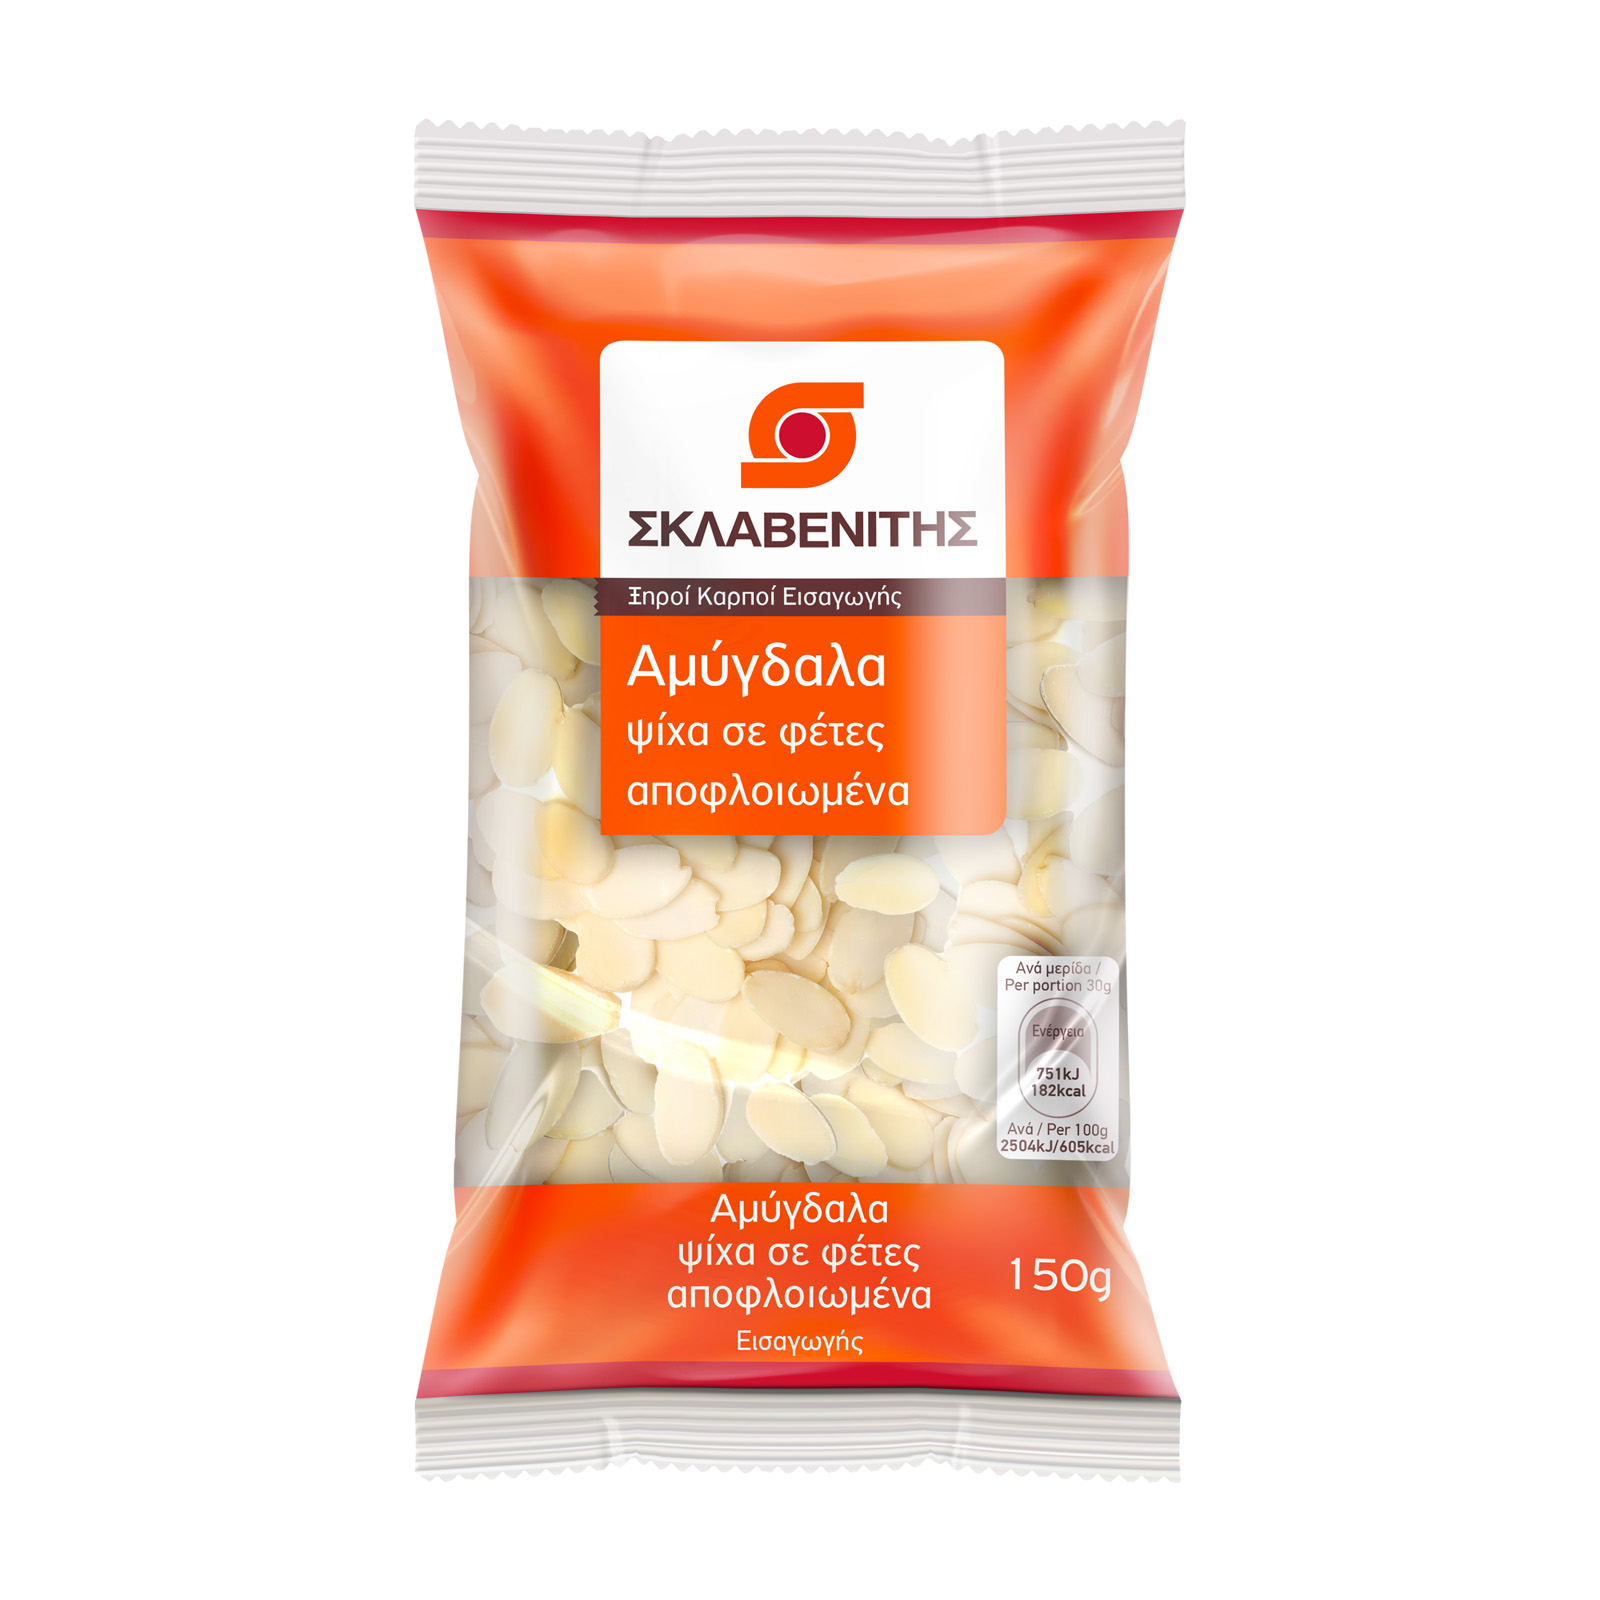 ΣΚΛΑΒΕΝΙΤΗΣ
Ξηροί Καρποί Εισαγωγής
Αμύγδαλα
ψίχα σε φέτες
αποφλοιωμένα
Ανά μερίδα /
Per portion 30g
Ενέργεια
751kJ
182kcal
Ανά / Per 100g
2504kJ/605kcal
Αμύγδαλα
ψίχα σε φέτες
αποφλοιωμένα
150g
Εισαγωγής